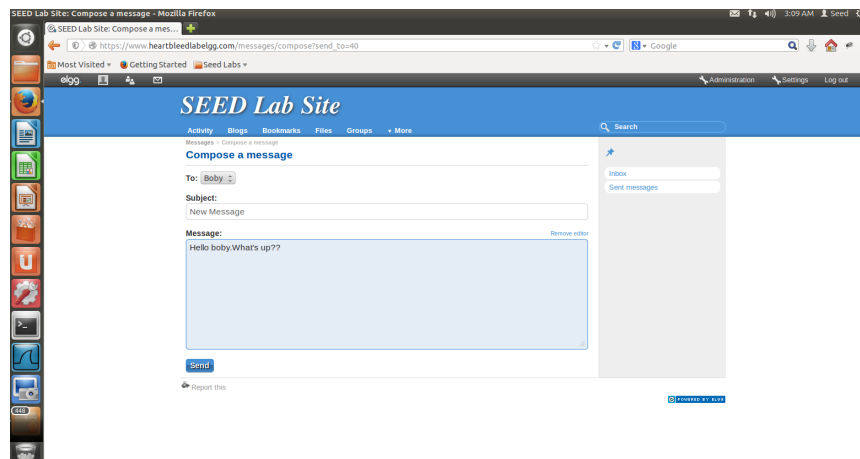 SEED Lab Site: Compose a message - Mozilla Firefox 3:09 AM Seed
SEED Lab Site: Compose a mes...
https://www.heartbleedlabelgg.com/messages/compose?send_to=40 Google
Most Visited Getting Started Seed Labs
elgg Administration Settings Log out
SEED Lab Site
Activity Blogs Bookmarks Files Groups More Search
Messages > Compose a message
Compose a message
To: Boby
Inbox
Sent messages
Subject:
New Message
Message: Remove editor
Hello boby.What's up??
Send
Report this
POWERED BY ELGG
448